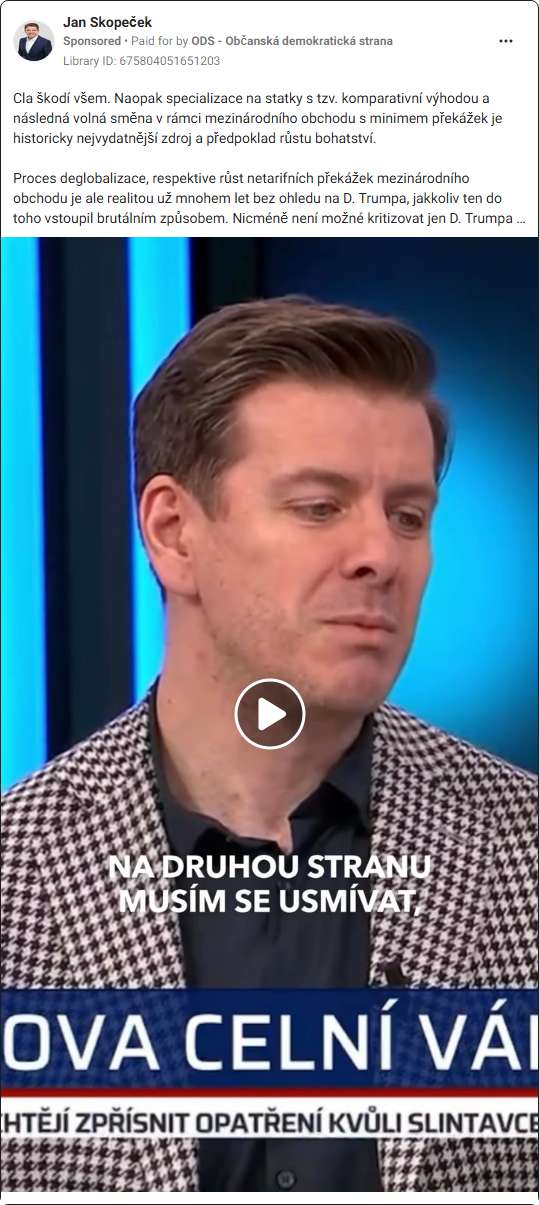 Jan Skopeček
Sponsored • Paid for by ODS - Občanská demokratická strana
Library ID: 675804051651203
Cla škodí všem. Naopak specializace na statky s tzv. komparativní výhodou a
následná volná směna v rámci mezinárodního obchodu s minimem překážek je
historicky nejvydatnější zdroj a předpoklad růstu bohatství.
Proces deglobalizace, respektive růst netarifních překážek mezinárodního
obchodu je ale realitou už mnohem let bez ohledu na D. Trumpa, jakkoliv ten do
toho vstoupil brutálním způsobem. Nicméně není možné kritizovat jen D. Trumpa ...
NA DRUHOU STRANU
MUSÍM SE USMÍVAT,
OVA CELNÍ VÁL
CHTĚJÍ ZPŘÍSNIT OPATŘENÍ KVŮLI SLINTAVCE